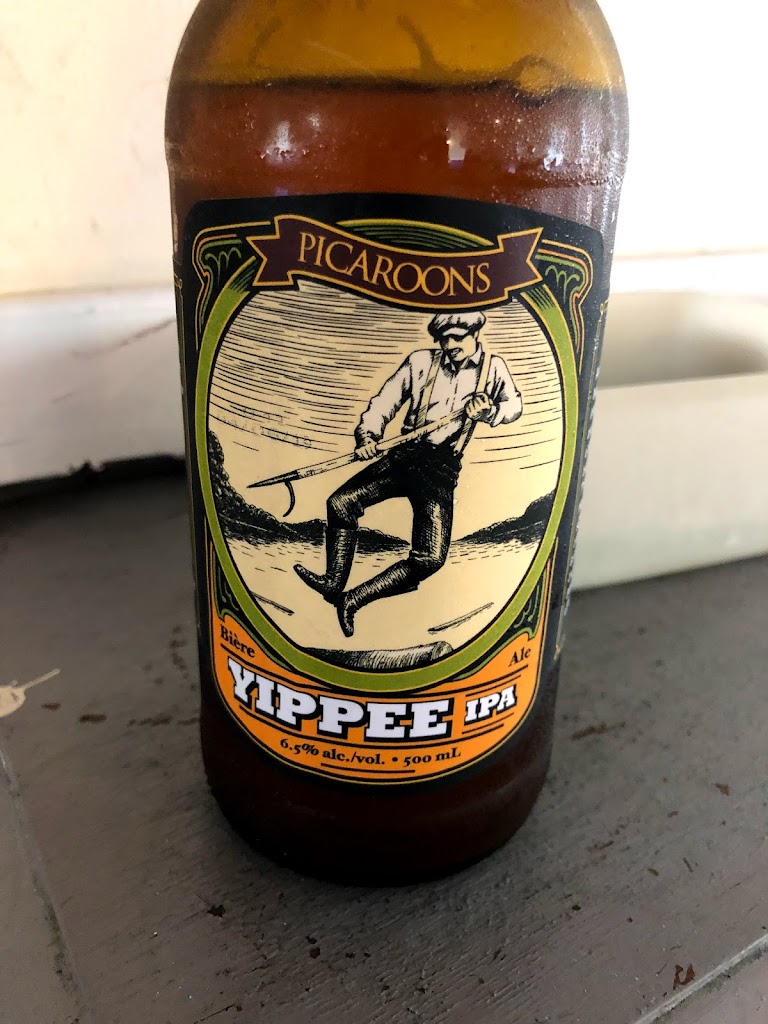 PICAROONS
Bière
Ale
YIPPEE IPA
6.5% alc./vol. • 500 mL